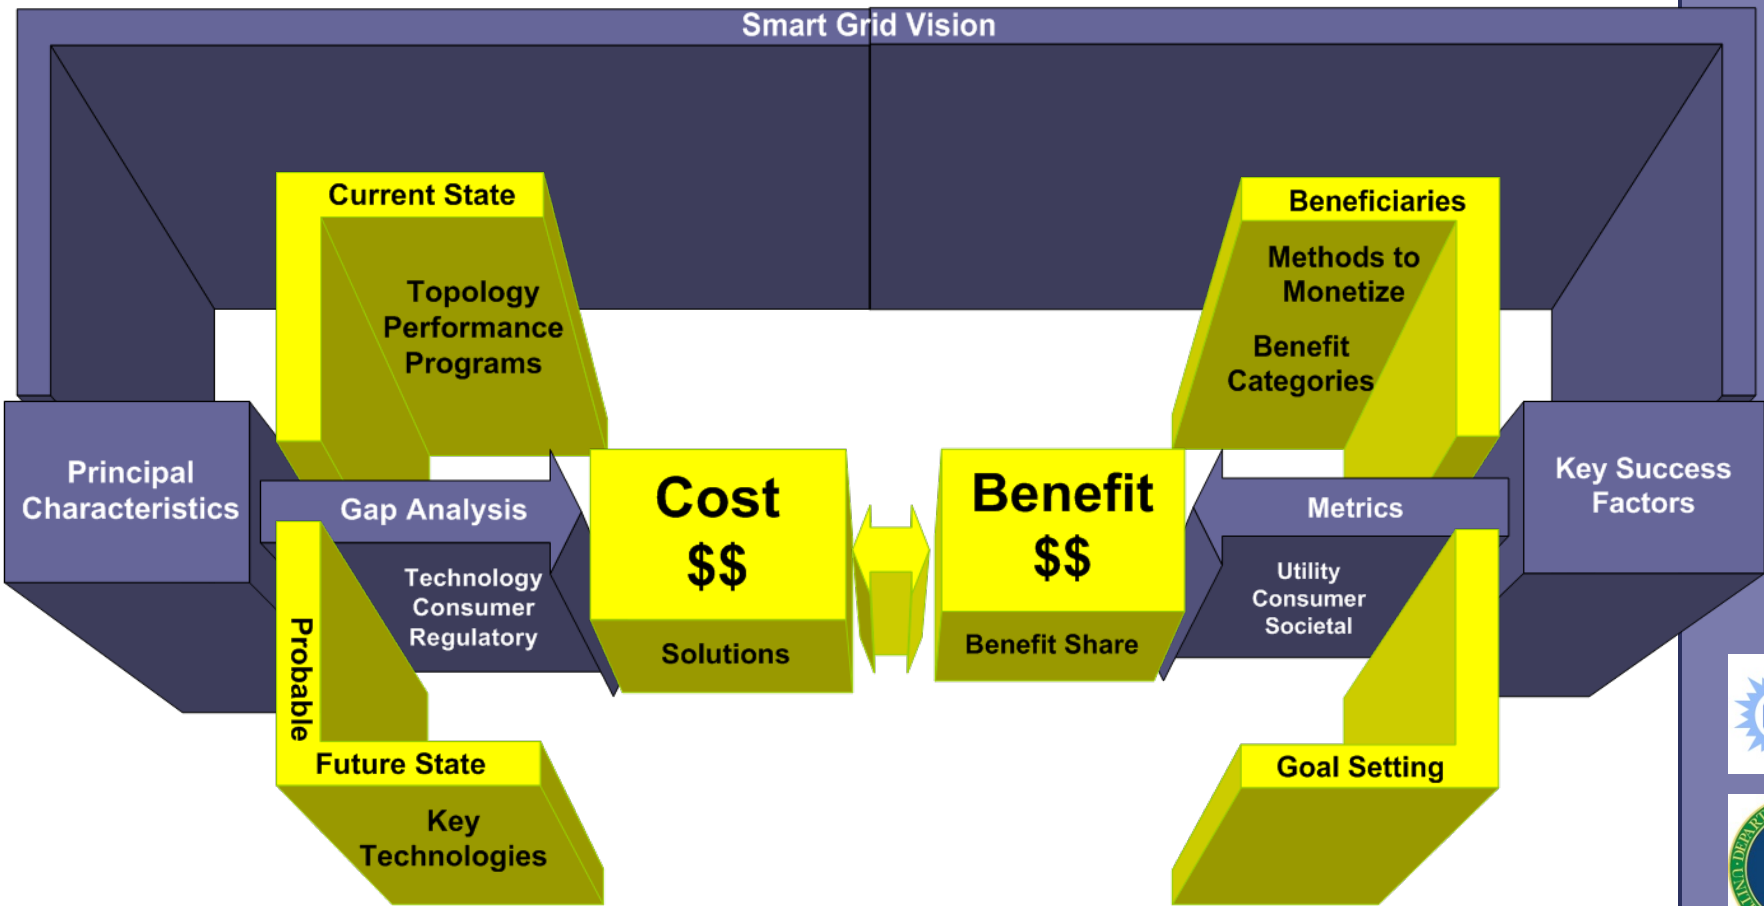 Smart Grid Vision
Current State
Topology
Performance
Programs
Beneficiaries
Methods to
Monetize
Benefit
Categories
Principal
Characteristics
Gap Analysis
Technology
Consumer
Regulatory
Cost
$$
Solutions
Benefit
$$
Benefit Share
Metrics
Utility
Consumer
Societal
Key Success
Factors
Probable
Future State
Key
Technologies
Goal Setting